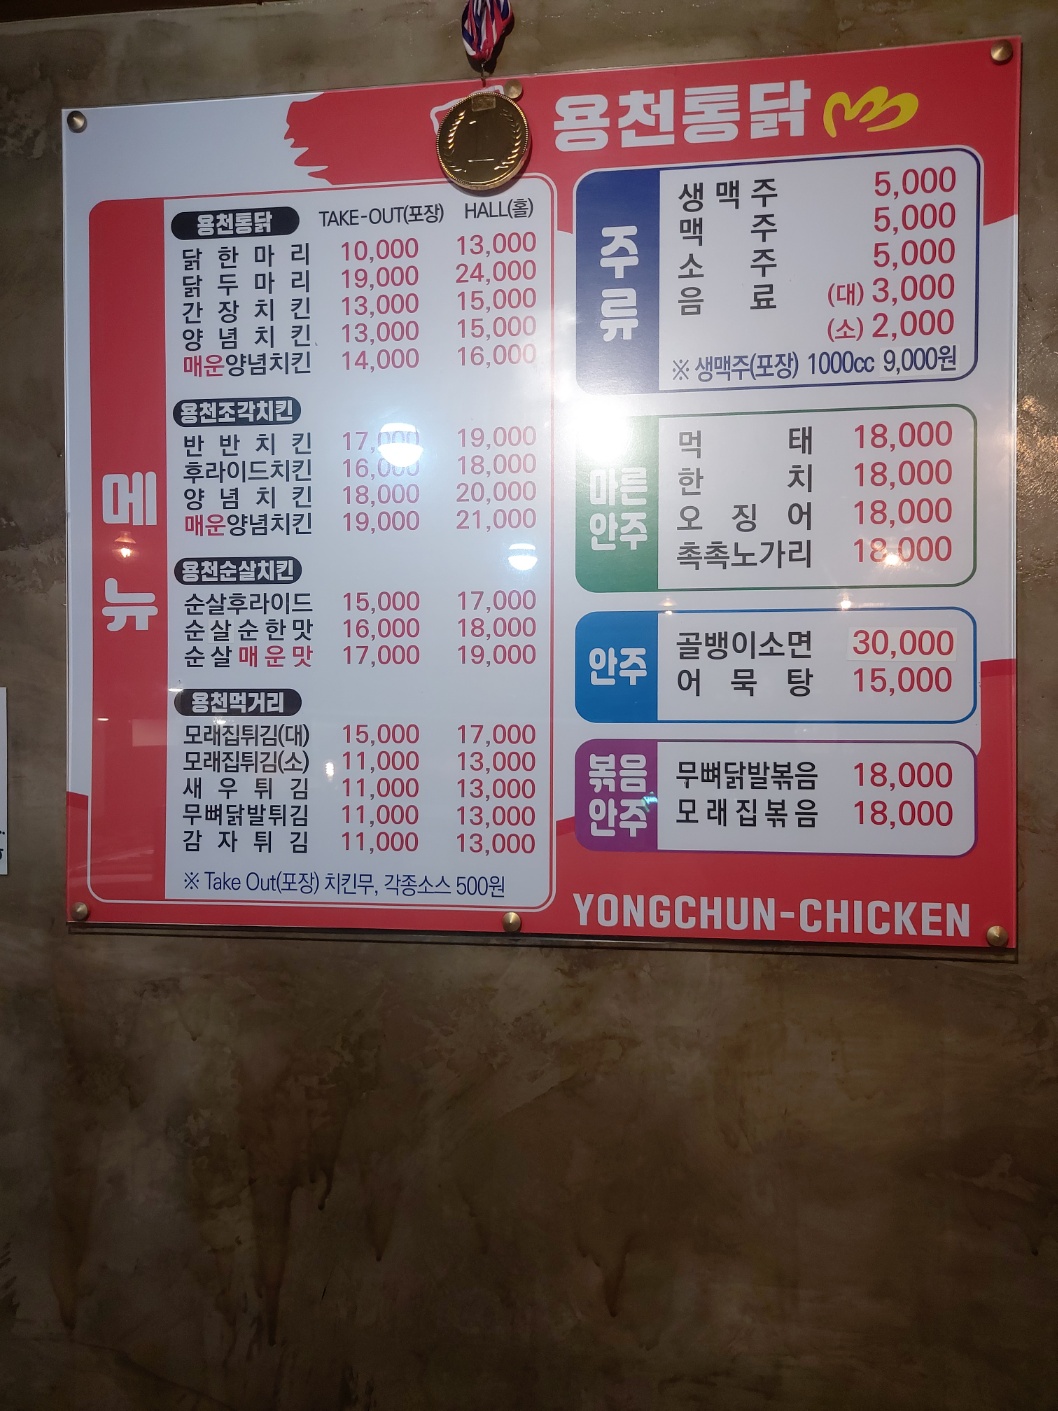 용천통닭
메뉴
용천통닭 TAKE-OUT(포장) HALL(홀)
닭 한 마 리 10,000 13,000
닭 두 마 리 19,000 24,000
간 장 치 킨 13,000 15,000
양 념 치 킨 13,000 15,000
매운양념치킨 14,000 16,000
용천조각치킨
반 반 치 킨 17,000 19,000
후라이드치킨 16,000 18,000
양 념 치 킨 18,000 20,000
매운양념치킨 19,000 21,000
용천순살치킨
순살후라이드 15,000 17,000
순살순한맛 16,000 18,000
순살매운맛 17,000 19,000
용천먹거리
모래집튀김(대) 15,000 17,000
모래집튀김(소) 11,000 13,000
새 우 튀 김 11,000 13,000
무뼈닭발튀김 11,000 13,000
감 자 튀 김 11,000 13,000
※ Take Out(포장) 치킨무, 각종소스 500원
주류
생 맥 주 5,000
맥 주 5,000
소 주 5,000
음 료 (대) 3,000
(소) 2,000
※ 생맥주(포장) 1000cc 9,000원
마른
안주
먹 태 18,000
한 치 18,000
오 징 어 18,000
촉촉노가리 18,000
안주
골뱅이소면 30,000
어 묵 탕 15,000
볶음
안주
무뼈닭발볶음 18,000
모래집볶음 18,000
YONGCHUN-CHICKEN
1